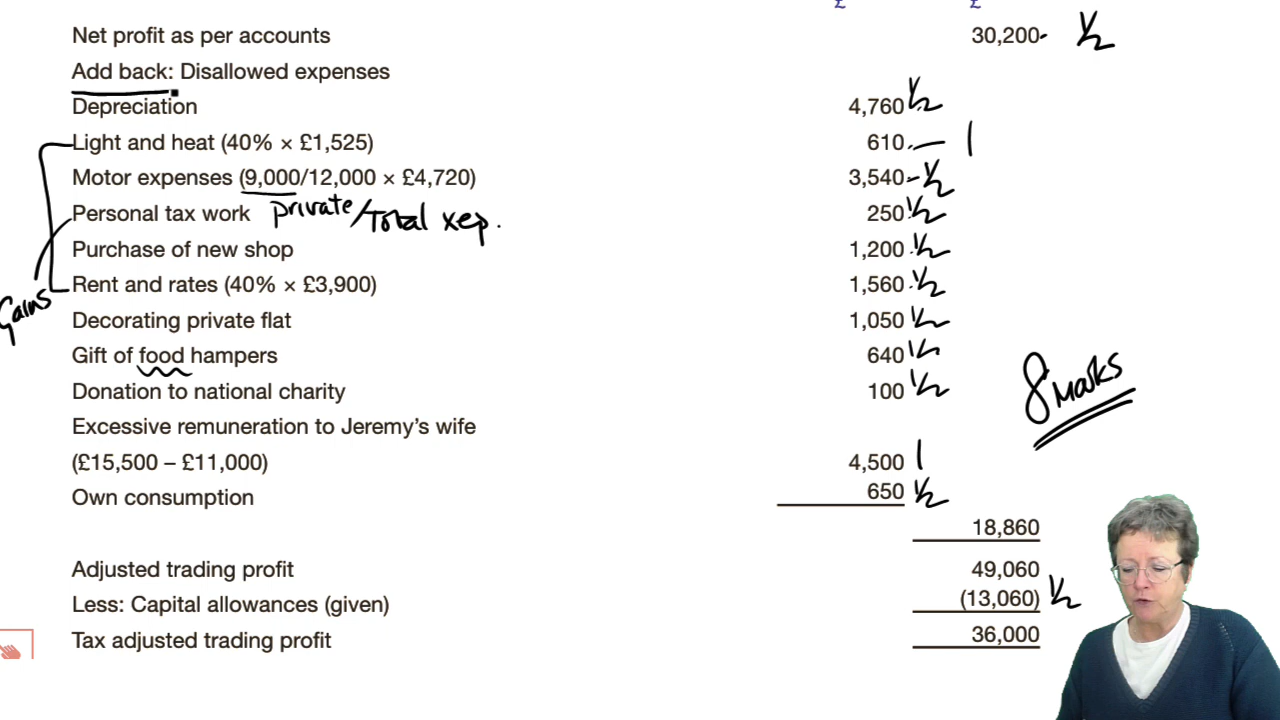 £ £
Net profit as per accounts 30,200 1/2
Add back: Disallowed expenses
Depreciation 4,760 1/2
Light and heat (40% × £1,525) 610 1
Motor expenses (9,000/12,000 × £4,720) 3,540 1/2
Personal tax work private/Total xep. 250 1/2
Purchase of new shop 1,200 1/2
Rent and rates (40% × £3,900) 1,560 1/2
Gains
Decorating private flat 1,050 1/2
Gift of food hampers 640 1/2
Donation to national charity 100 1/2
8 marks
Excessive remuneration to Jeremy’s wife
(£15,500 – £11,000) 4,500 1
Own consumption 650 1/2
18,860
Adjusted trading profit 49,060
Less: Capital allowances (given) (13,060) 1/2
Tax adjusted trading profit 36,000